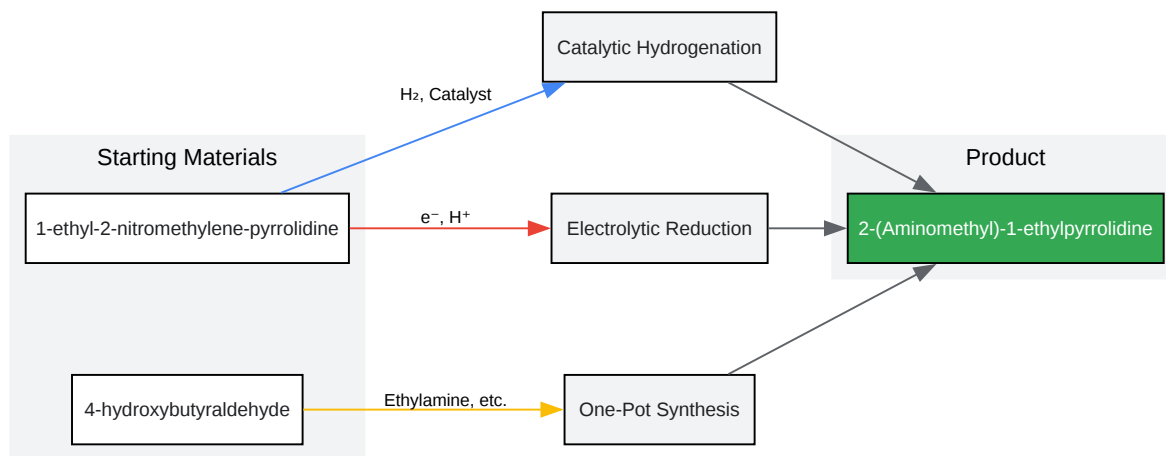 Catalytic Hydrogenation
H₂, Catalyst
Starting Materials
Product
1-ethyl-2-nitromethylene-pyrrolidine
e⁻, H⁺
Electrolytic Reduction
2-(Aminomethyl)-1-ethylpyrrolidine
4-hydroxybutyraldehyde
Ethylamine, etc.
One-Pot Synthesis